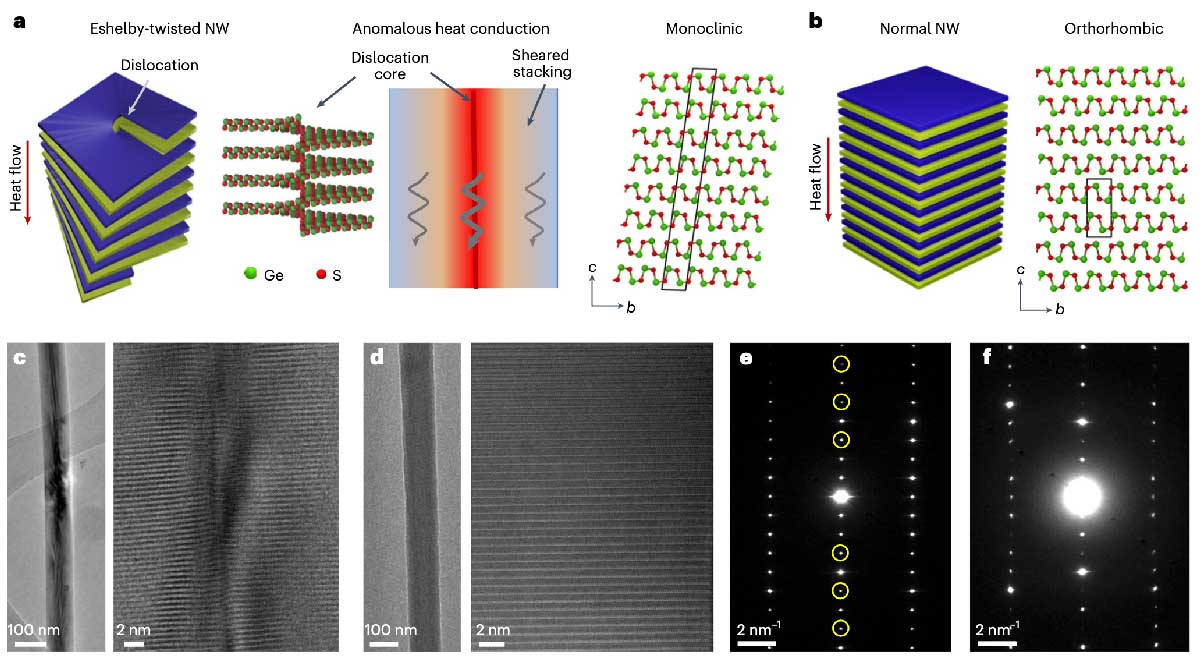 a
Eshelby-twisted NW
Anomalous heat conduction
Monoclinic
b
Normal NW
Orthorhombic
Dislocation
Dislocation
core
Sheared
stacking
Heat flow
Ge
S
c
b
Heat flow
c
b
c
d
e
f
100 nm
2 nm
100 nm
2 nm
2 nm⁻¹
2 nm⁻¹